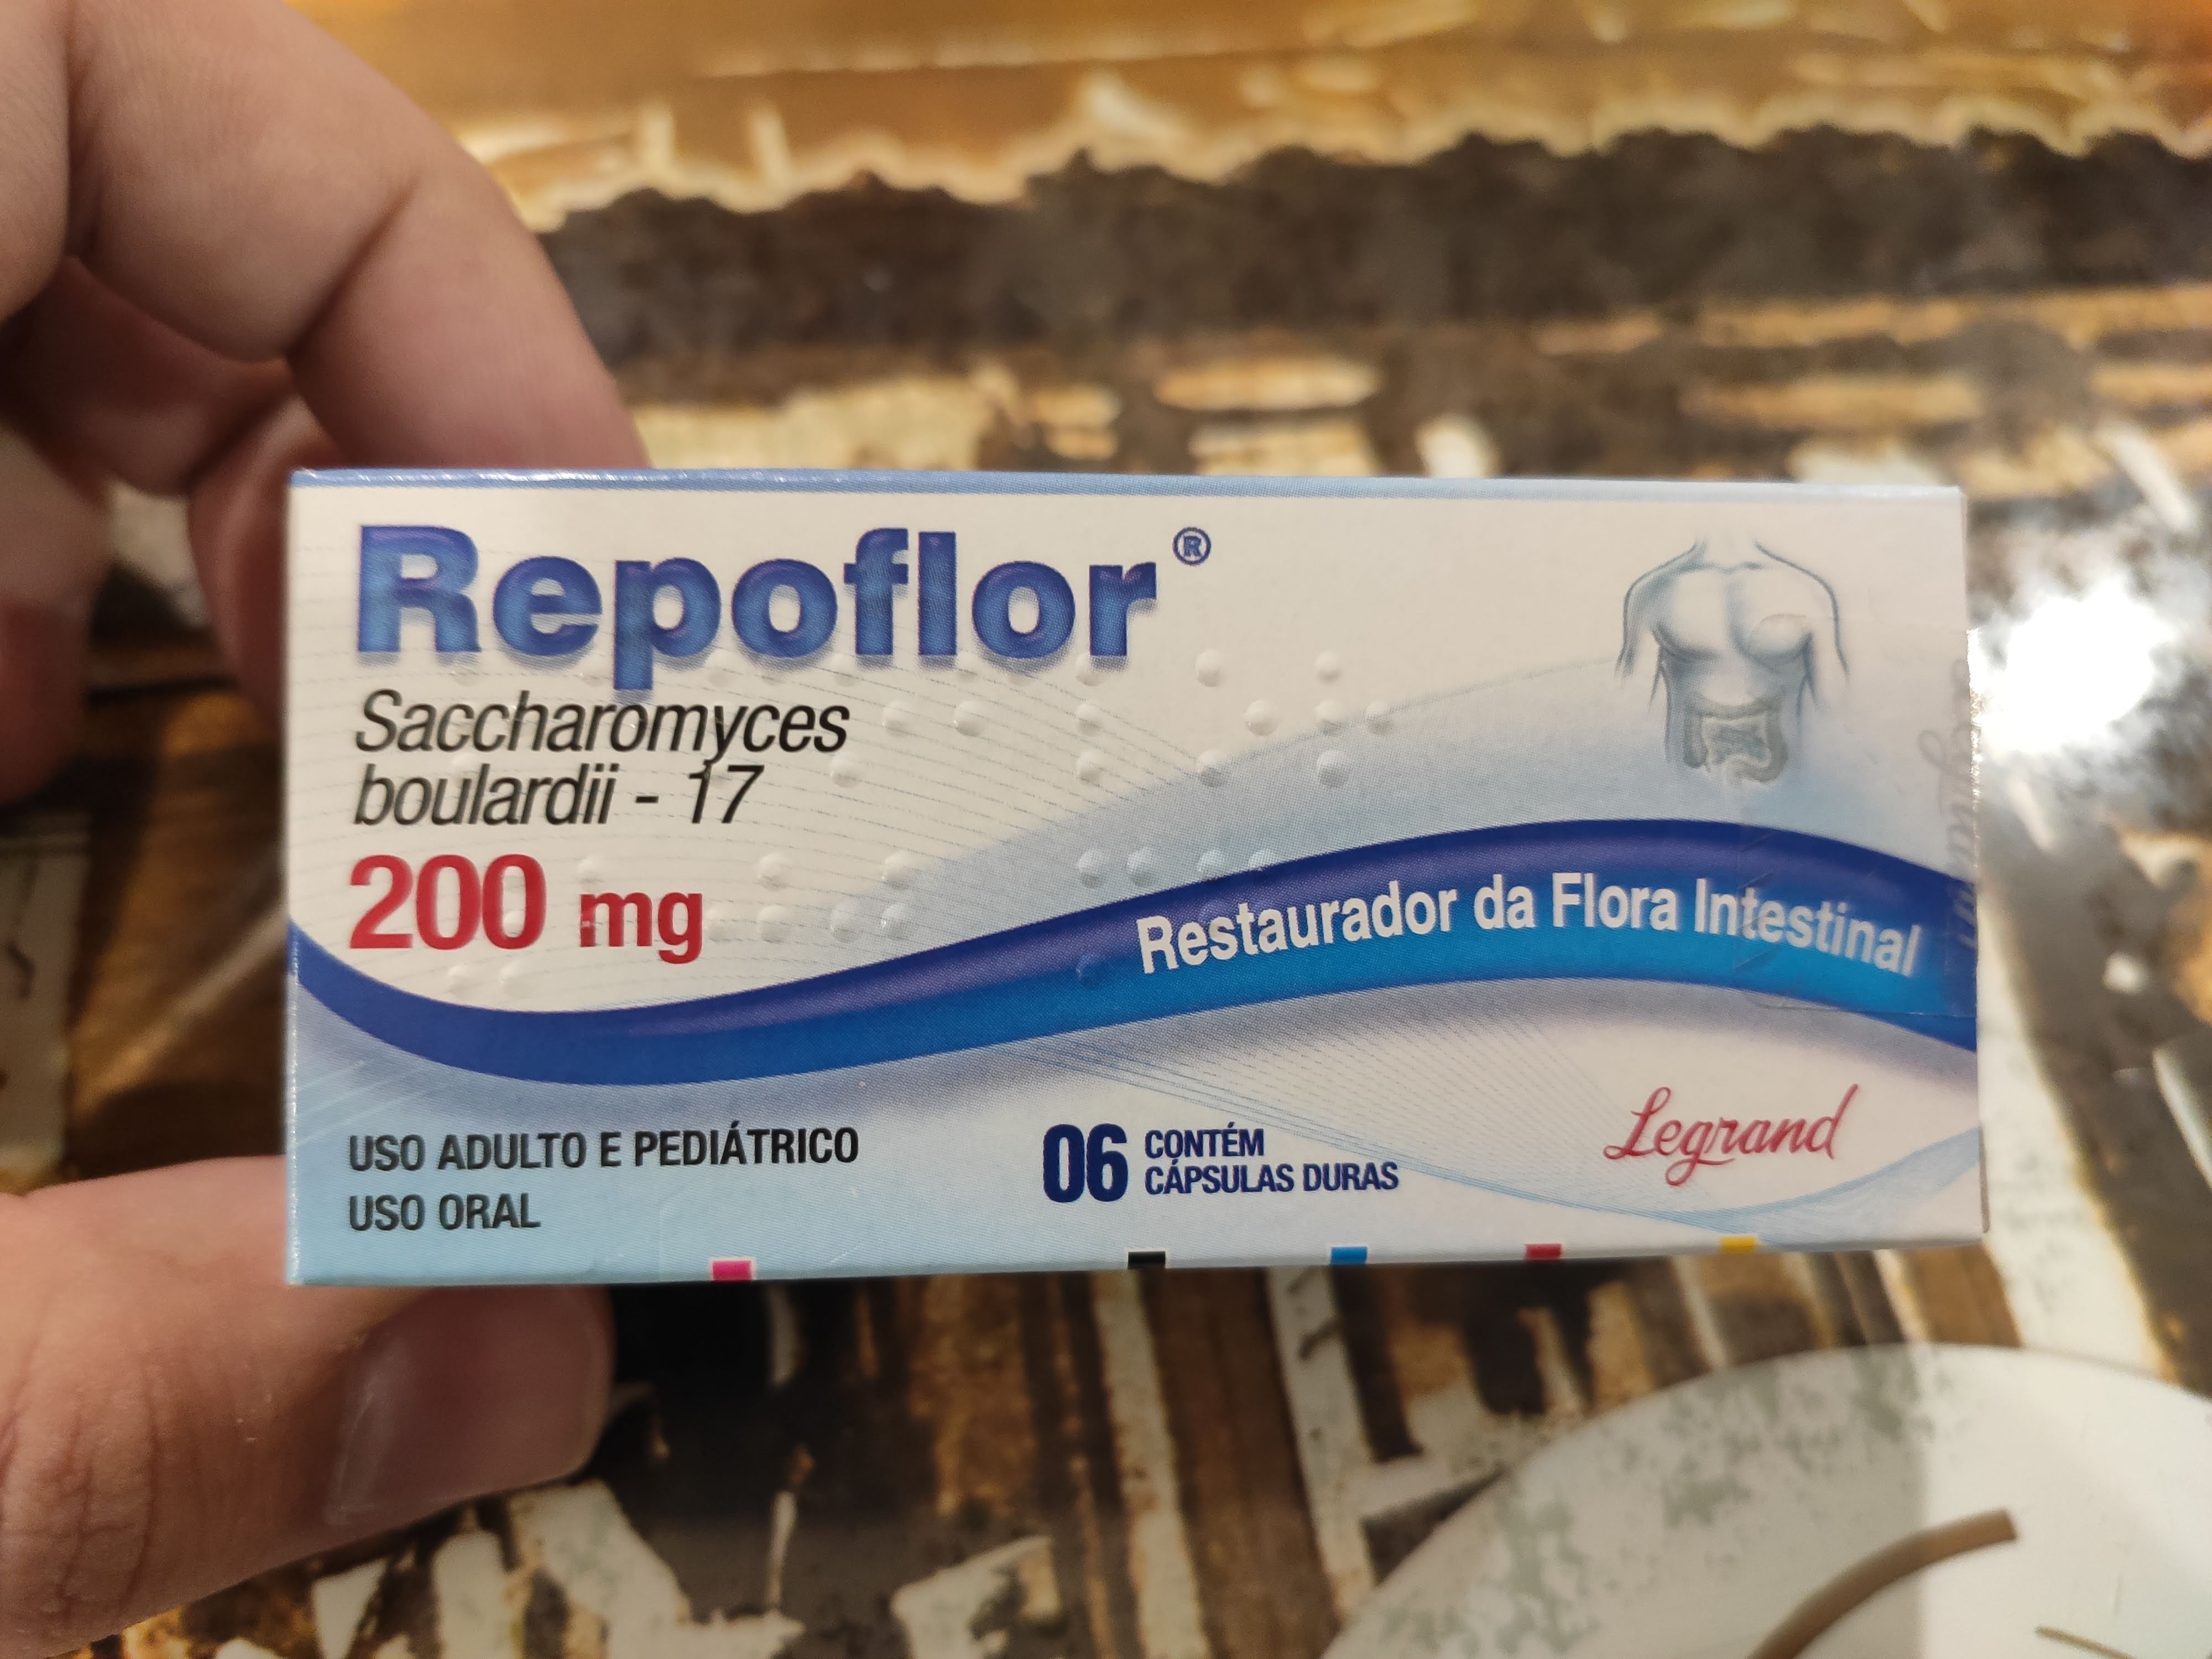 Repoflor®
Saccharomyces
boulardii - 17
200 mg
Restaurador da Flora Intestinal
USO ADULTO E PEDIÁTRICO
USO ORAL
06 CONTÉM
CÁPSULAS DURAS
Legrand